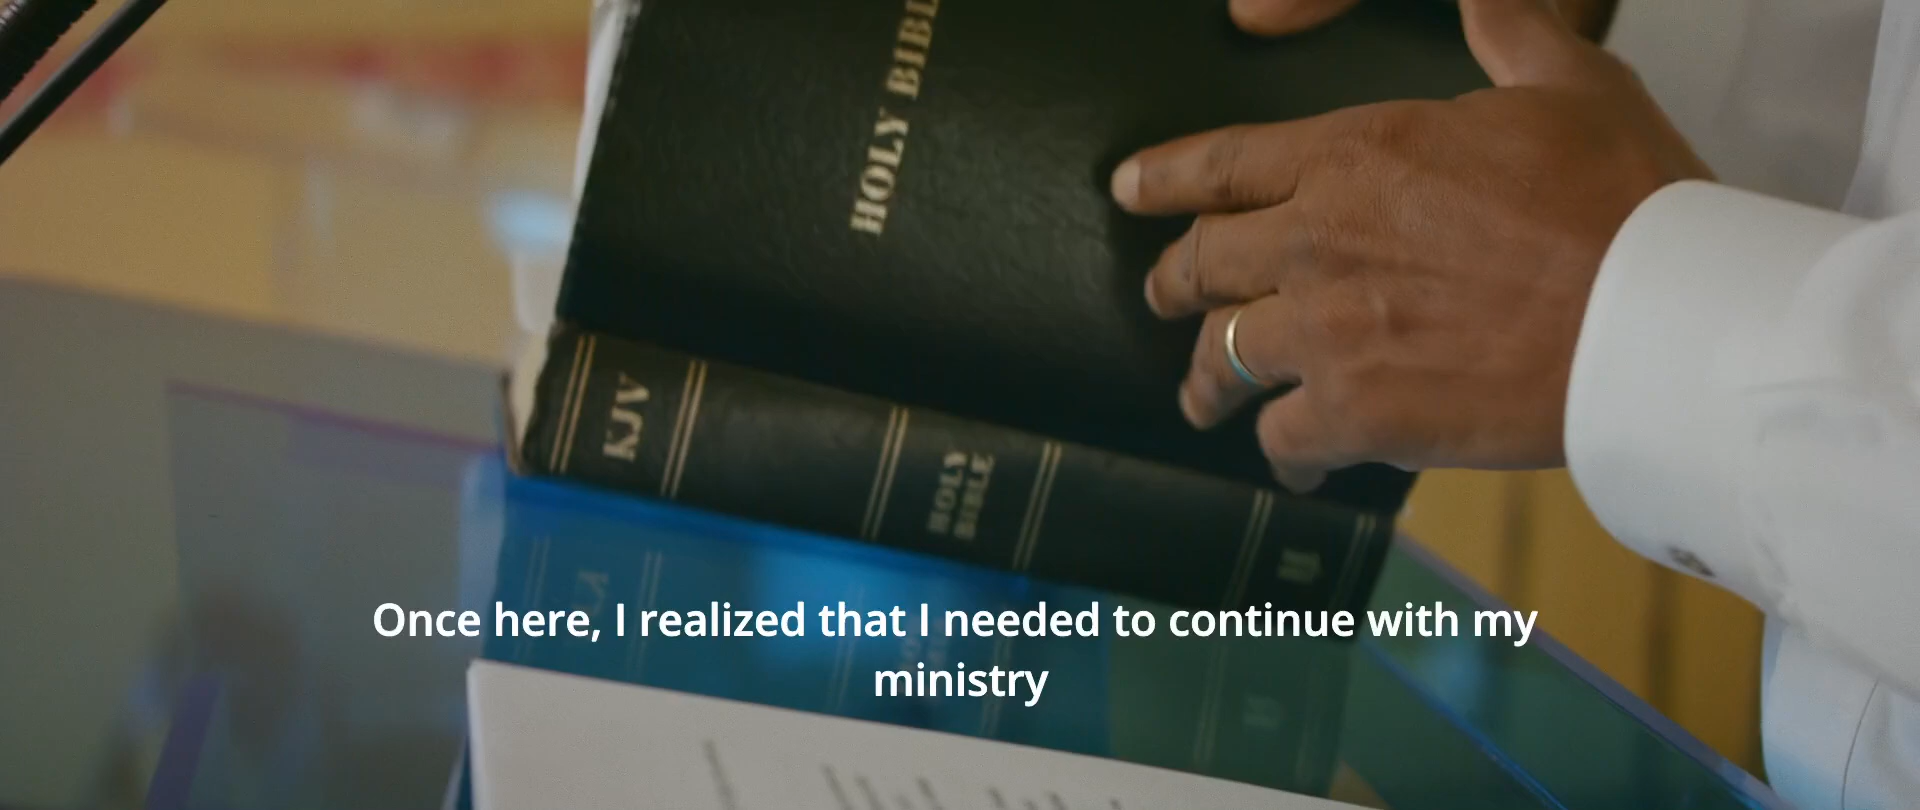 HOLY BIBL
KJV
HOLY
BIBLE
Once here, I realized that I needed to continue with my
ministry